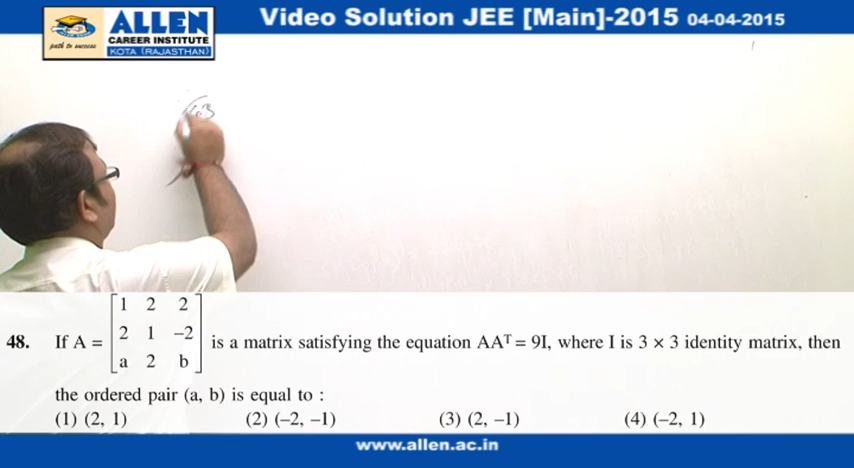 ALLEN
CAREER INSTITUTE
KOTA (RAJASTHAN)
path to success
Video Solution JEE [Main]-2015 04-04-2015
48. If A = [1 2 2
2 1 –2
a 2 b] is a matrix satisfying the equation AAᵀ = 9I, where I is 3 × 3 identity matrix, then
the ordered pair (a, b) is equal to :
(1) (2, 1) (2) (–2, –1) (3) (2, –1) (4) (–2, 1)
www.allen.ac.in